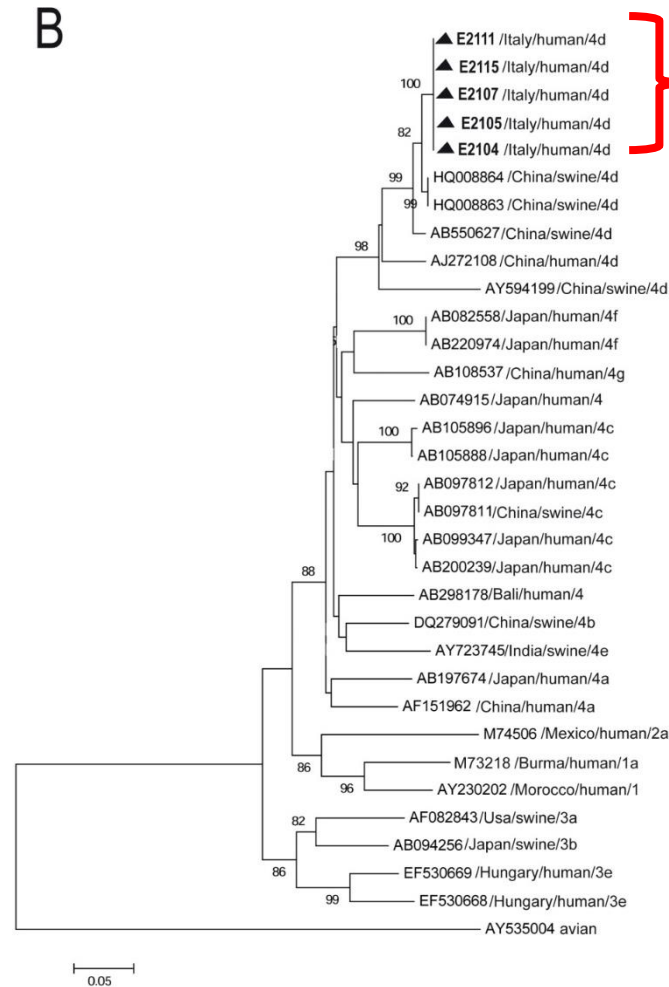 B
E2111 /Italy/human/4d
E2115 /Italy/human/4d
100
E2107 /Italy/human/4d
E2105 /Italy/human/4d
82
E2104 /Italy/human/4d
99
HQ008864 /China/swine/4d
99
HQ008863 /China/swine/4d
AB550627/China/swine/4d
98
AJ272108 /China/human/4d
AY594199 /China/swine/4d
100
AB082558/Japan/human/4f
AB220974/Japan/human/4f
AB108537/China/human/4g
AB074915/Japan/human/4
100
AB105896/Japan/human/4c
AB105888/Japan/human/4c
92
AB097812/Japan/human/4c
AB097811/China/swine/4c
100
AB099347/Japan/human/4c
AB200239/Japan/human/4c
88
AB298178/Bali/human/4
DQ279091/China/swine/4b
AY723745/India/swine/4e
AB197674/Japan/human/4a
AF151962/China/human/4a
M74506 /Mexico/human/2a
86
M73218 /Burma/human/1a
96
AY230202/Morocco/human/1
82
AF082843/Usa/swine/3a
AB094256/Japan/swine/3b
86
EF530669/Hungary/human/3e
99
EF530668/Hungary/human/3e
AY535004 avian
0.05